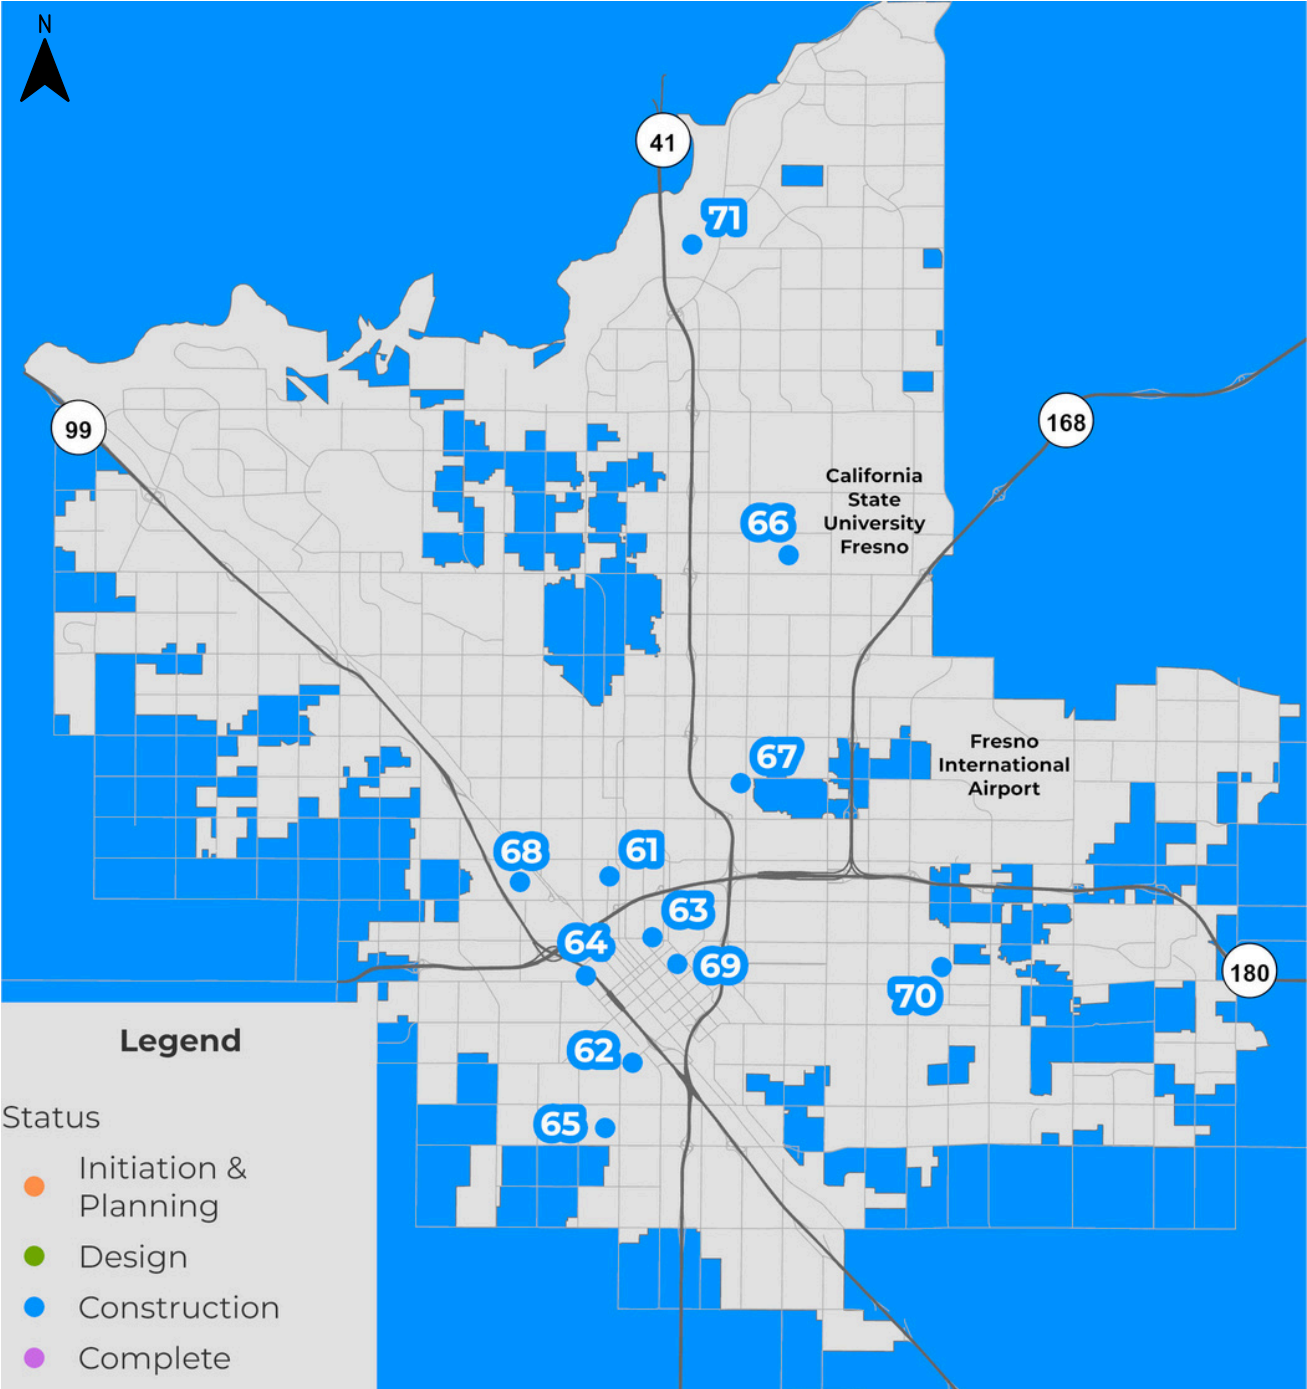 N
41
71
99
168
California
State
University
Fresno
66
Fresno
International
Airport
67
68
61
63
64
69
70
180
62
65
Legend
Status
Initiation &
Planning
Design
Construction
Complete